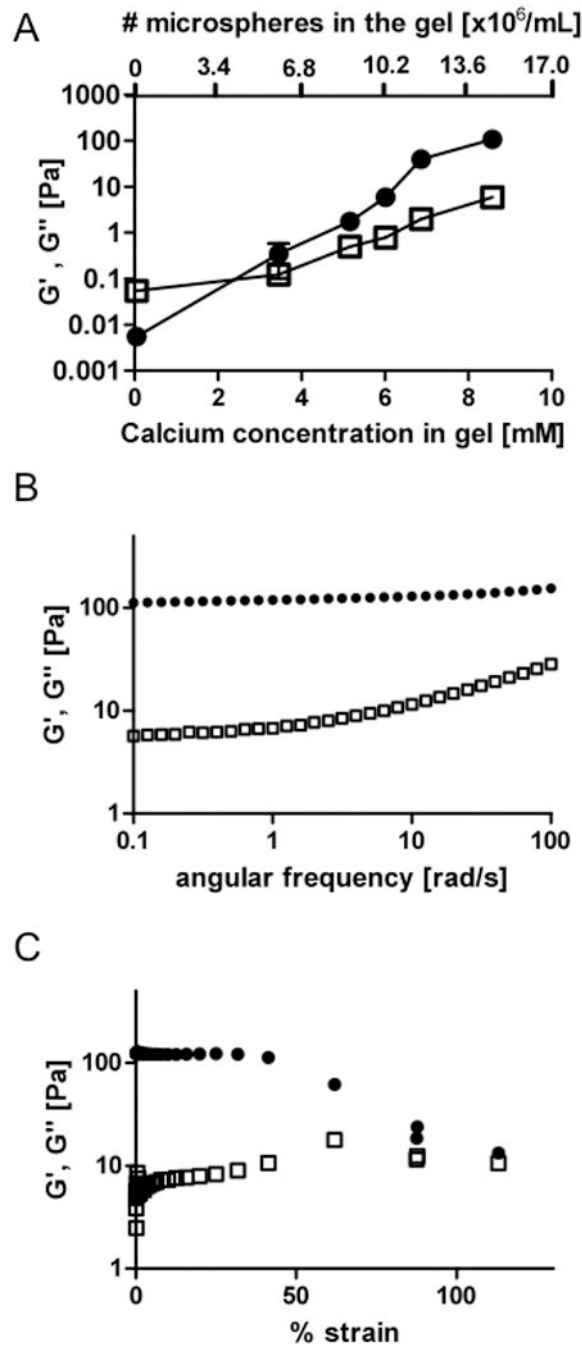 A
# microspheres in the gel [x10⁶/mL]
0 3.4 6.8 10.2 13.6 17.0
1000
100
10
1
0.1
0.01
0.001
G' , G'' [Pa]
0 2 4 6 8 10
Calcium concentration in gel [mM]
B
100
10
1
G', G'' [Pa]
0.1 1 10 100
angular frequency [rad/s]
C
100
10
1
G', G'' [Pa]
0 50 100
% strain